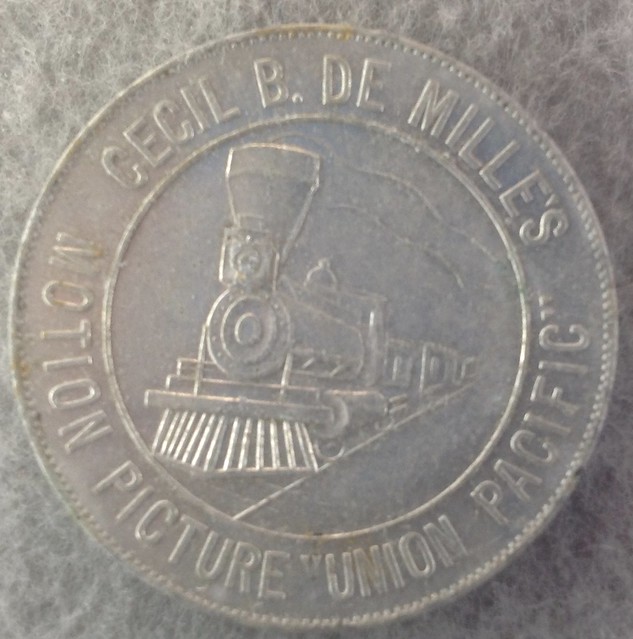 CECIL B. DE MILLE'S
MOTION PICTURE "UNION PACIFIC"